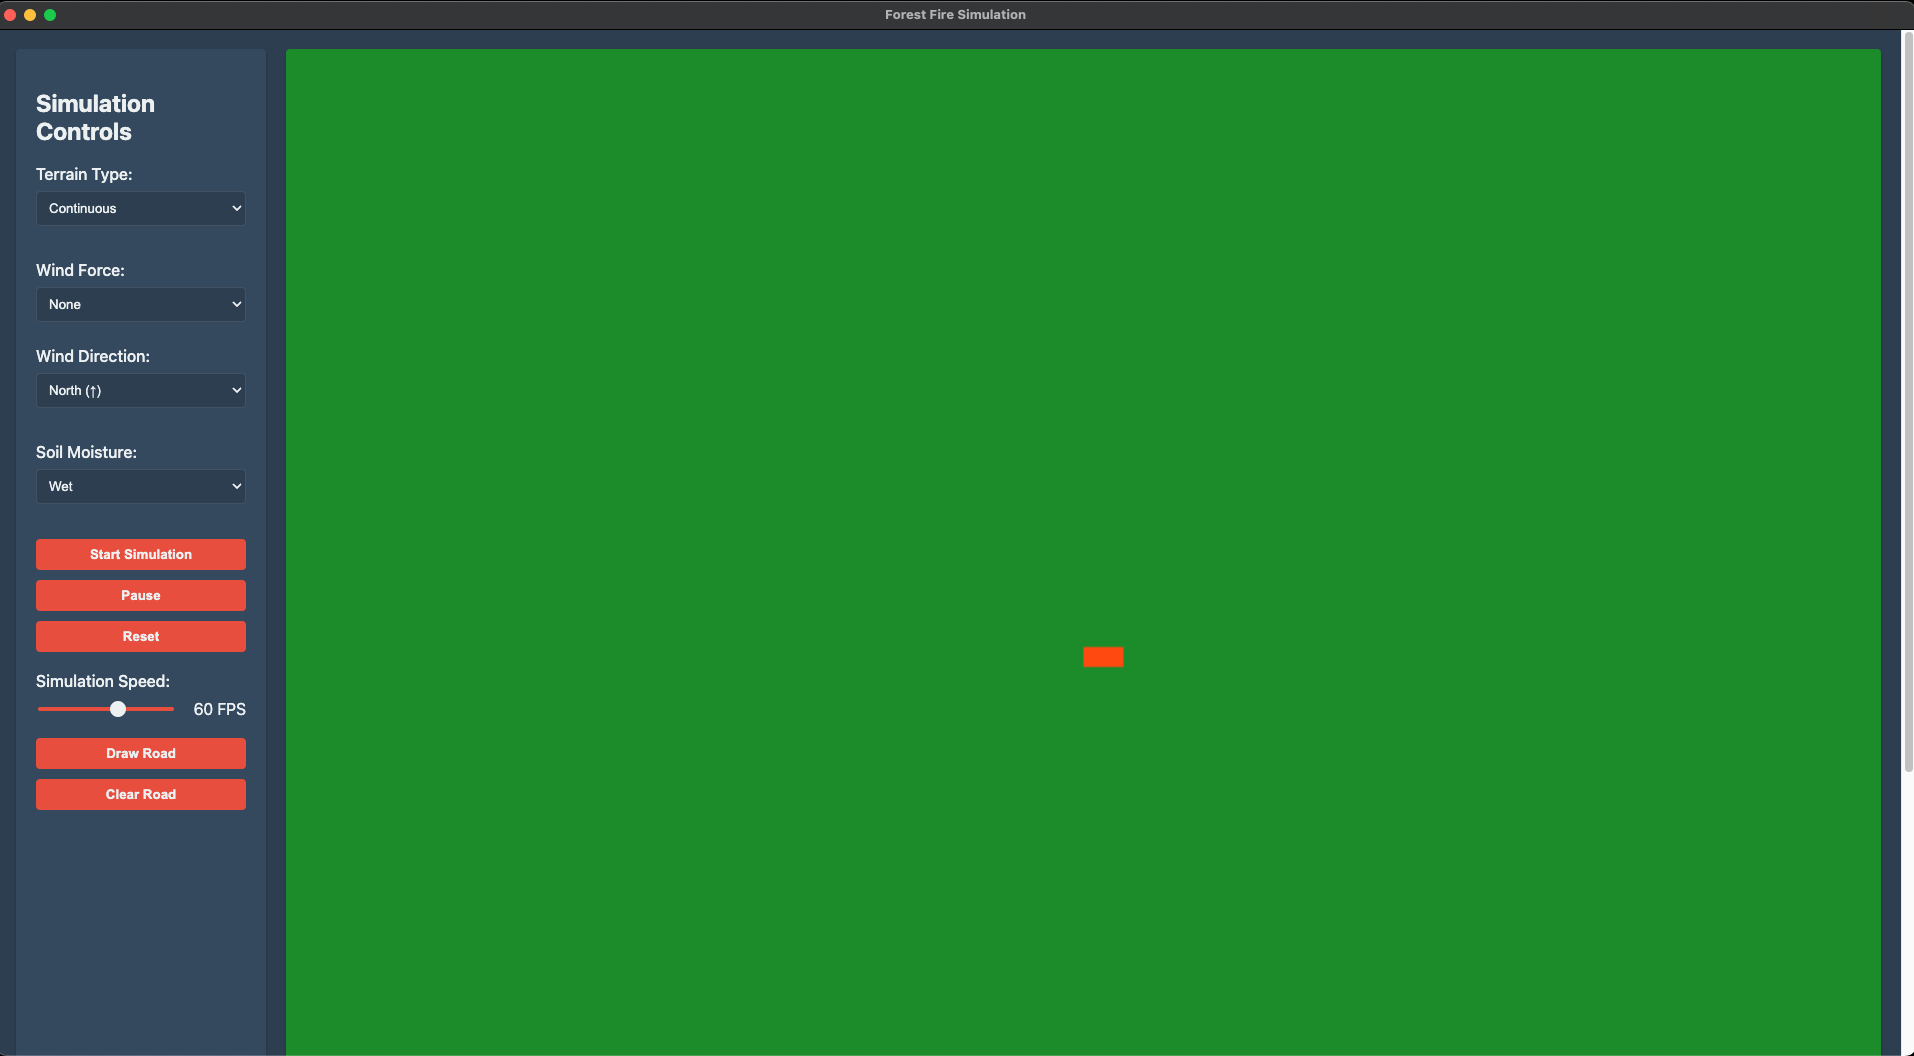 Forest Fire Simulation
Simulation
Controls
Terrain Type:
Continuous
Wind Force:
None
Wind Direction:
North (↑)
Soil Moisture:
Wet
Start Simulation
Pause
Reset
Simulation Speed:
60 FPS
Draw Road
Clear Road